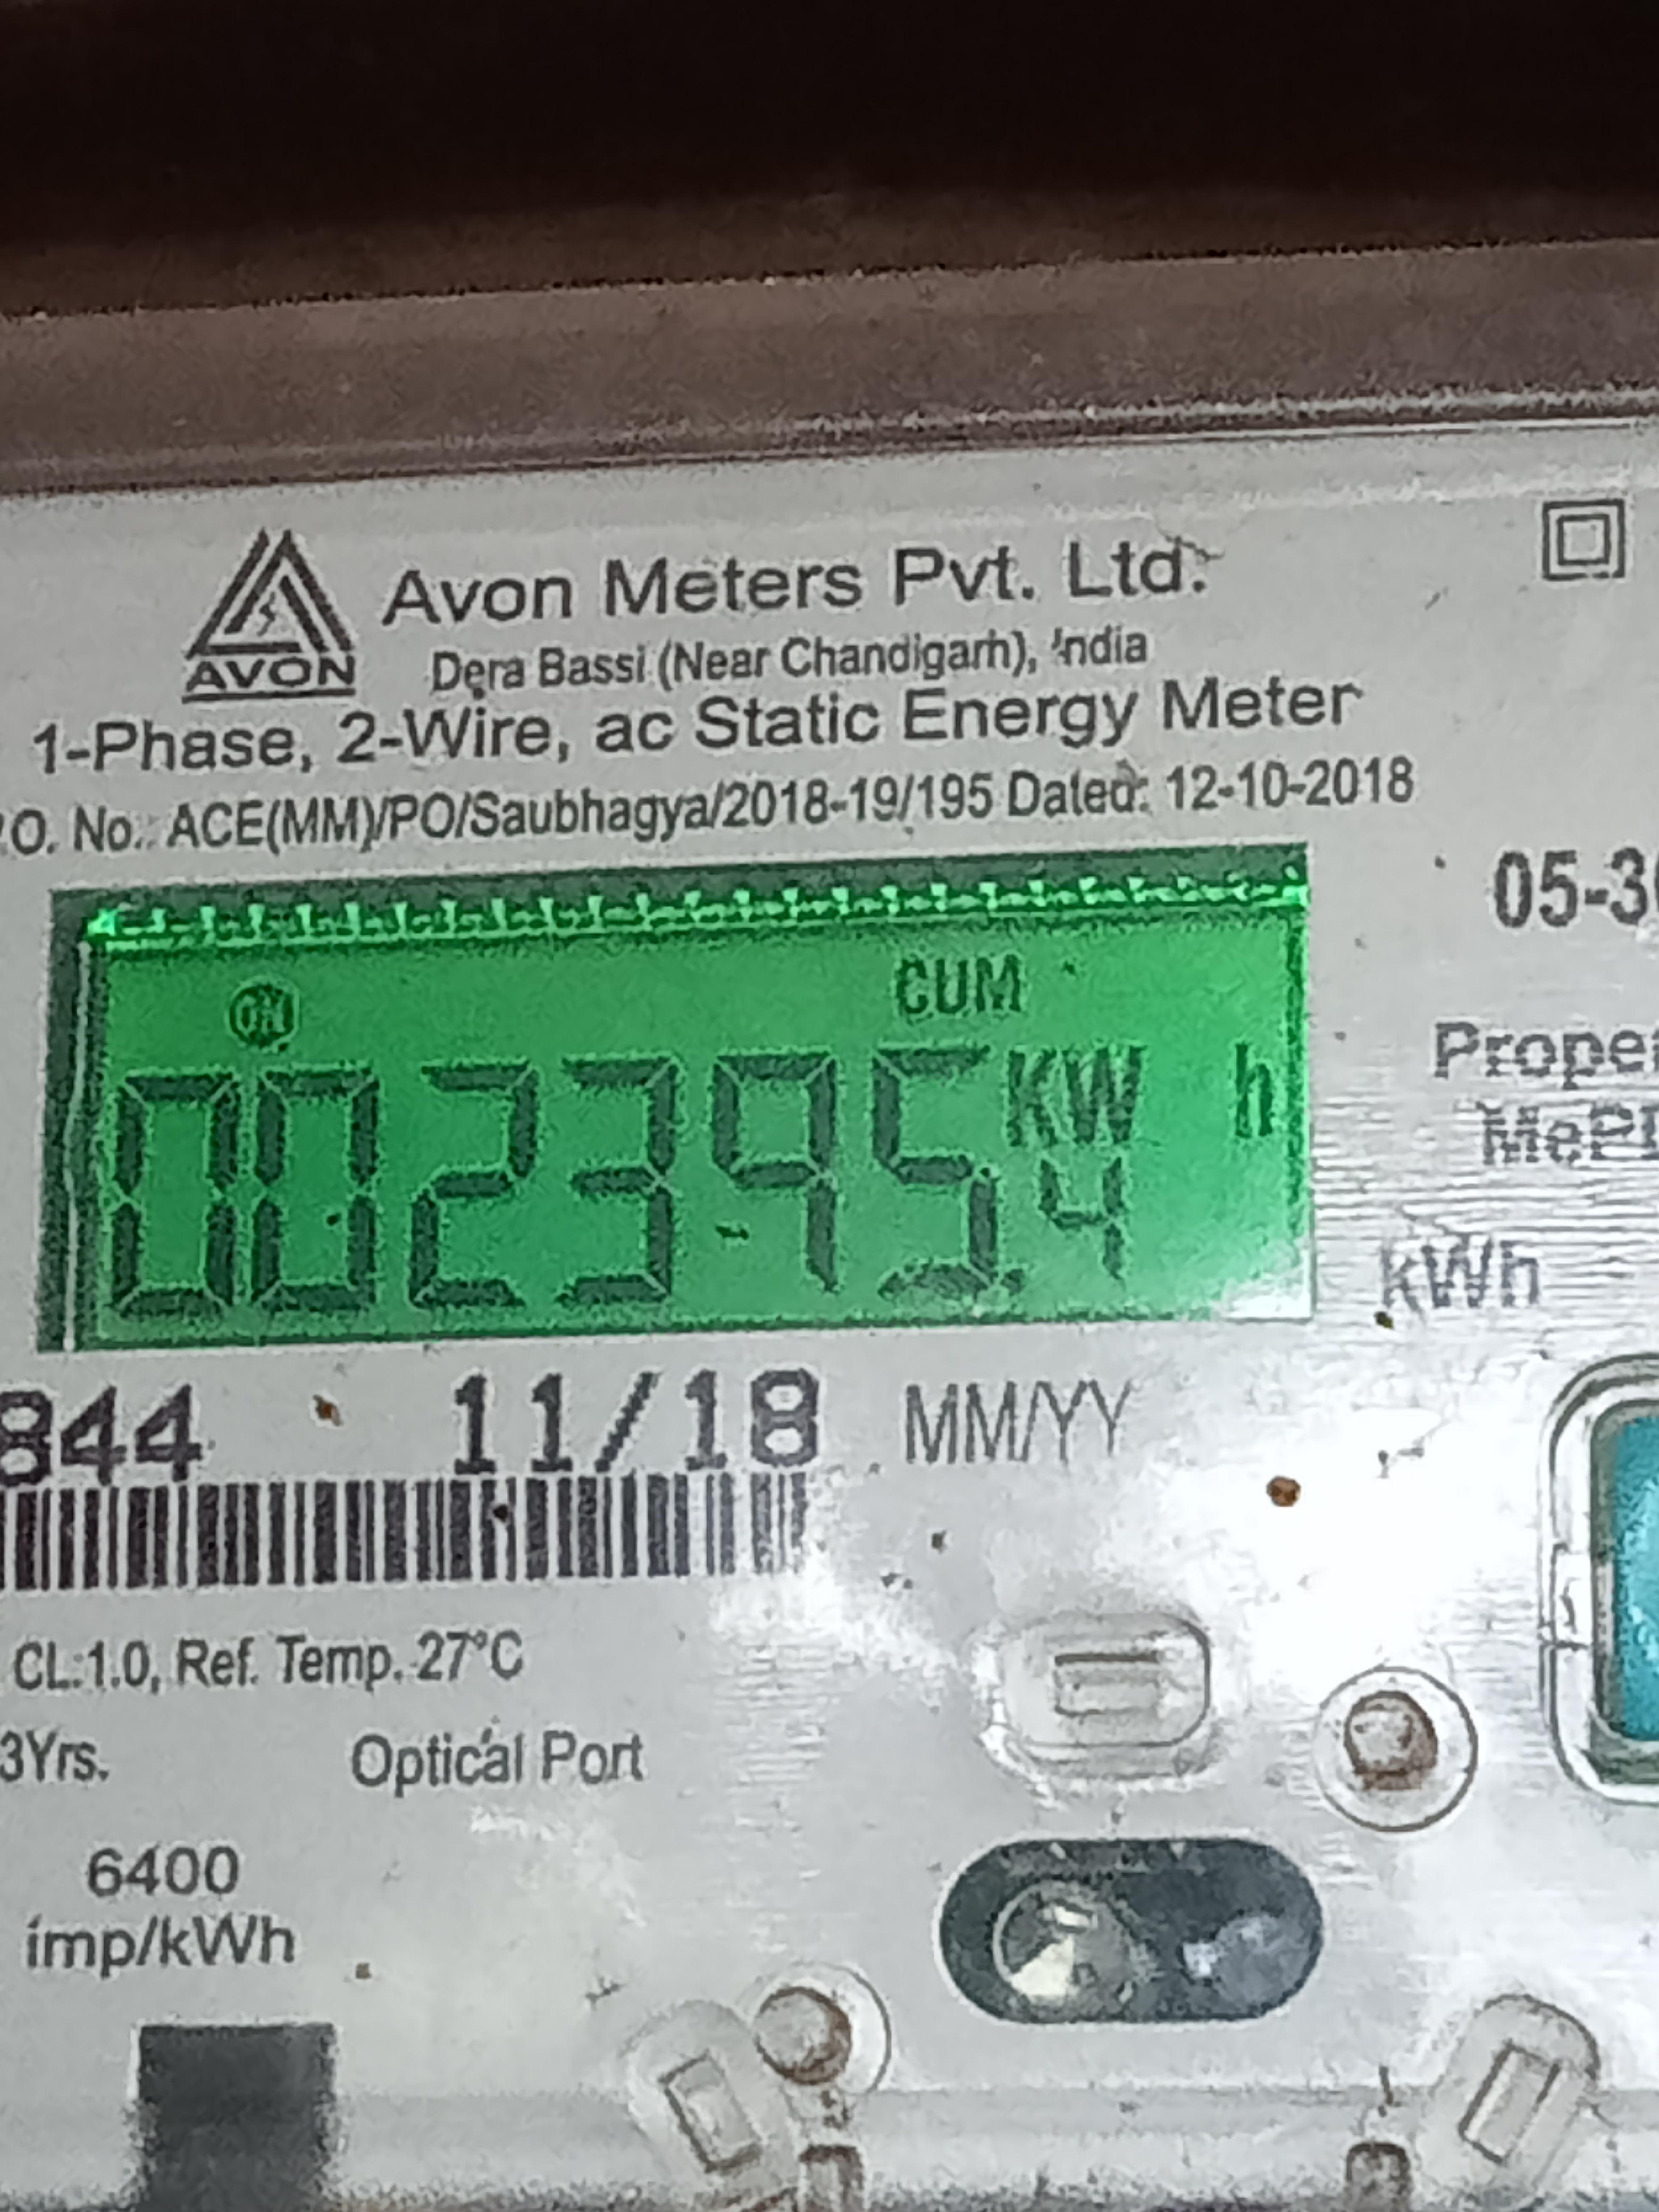 Avon Meters Pvt. Ltd.
AVON
Dera Bassi (Near Chandigarh), India
1-Phase, 2-Wire, ac Static Energy Meter
.O. No.: ACE(MM)/PO/Saubhagya/2018-19/195 Dated: 12-10-2018
05-3
ON CUM
002395.4 KW h
Prope
MePD
kWh
844 11/18 MM/YY
CL:1.0, Ref. Temp. 27°C
3Yrs. Optical Port
6400
imp/kWh